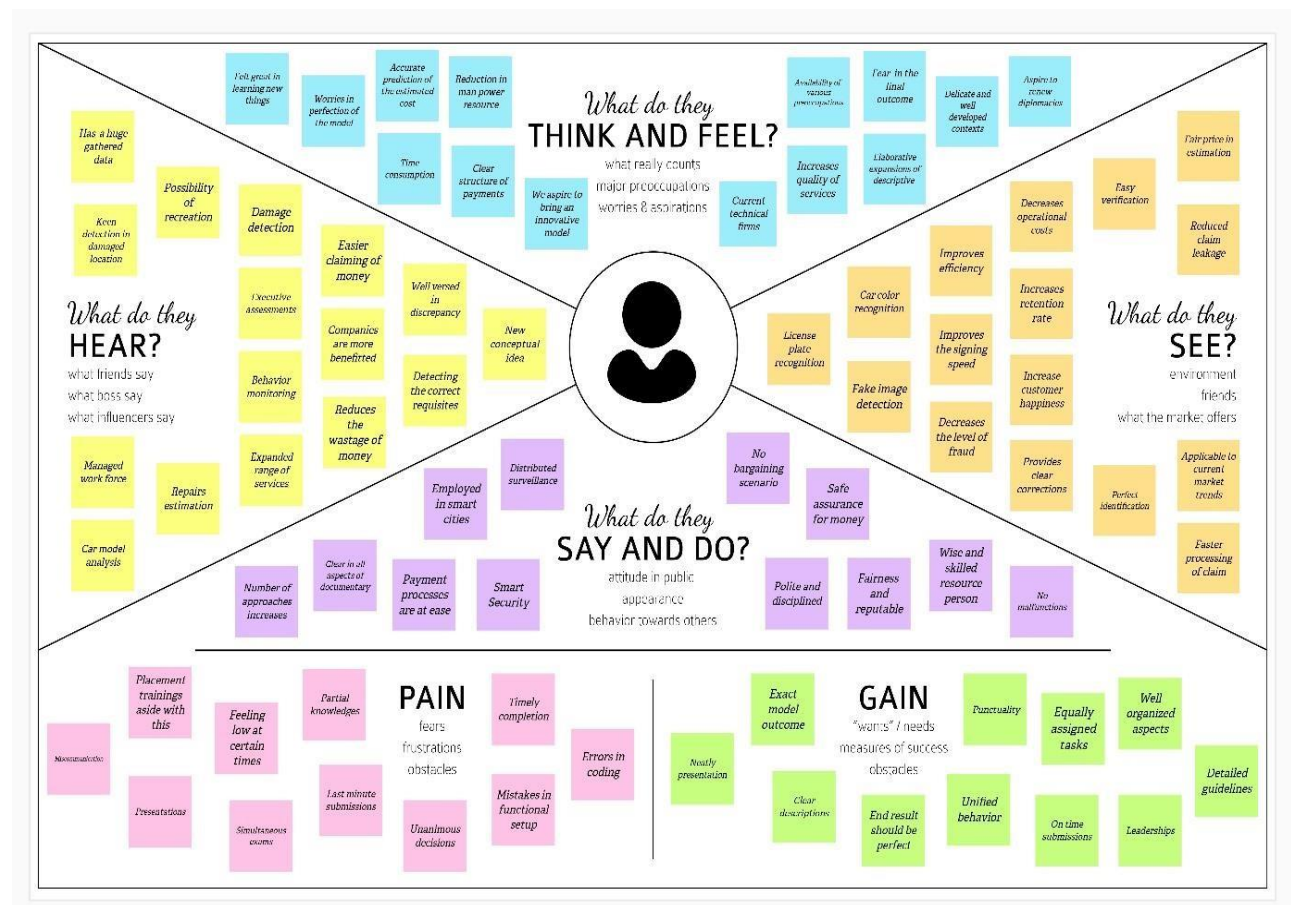 What do they
THINK AND FEEL?
what really counts
major preoccupations
worries & aspirations
Felt great in
learning new
things
Worries in
perfection of
the model
Accurate
prediction of
the estimated
cost
Reduction in
man power
resource
Time
consumption
Clear
structure of
payments
We aspire to
bring an
innovative
model
Current
technical
firms
Availability of
various
preoccupations
Fear in the
final
outcome
Delicate and
well
developed
contexts
Aspire to
renew
diplomacies
Increases
quality of
services
Elaborative
expansions of
descriptive
What do they
HEAR?
what friends say
what boss say
what influencers say
Has a huge
gathered
data
Possibility
of
recreation
Keen
detection in
damaged
location
Damage
detection
Easier
claiming of
money
Executive
assessments
Well versed
in
discrepancy
Companies
are more
benefirted
New
conceptual
idea
Behavior
monitoring
Detecting
the correct
requisites
Reduces
the
wastage of
money
Expanded
range of
services
Managed
work force
Repairs
estimation
Car model
analysis
What do they
SEE?
environment
friends
what the market offers
Fair price in
estimation
Easy
verification
Reduced
claim
leakage
Decreases
operational
costs
Improves
efficiency
Car color
recognition
Increases
retention
rate
License
plate
recognition
Improves
the signing
speed
Fake image
detection
Increase
customer
happiness
Decreases
the level of
fraud
Provides
clear
corrections
Perfect
identification
Applicable to
current
market
trends
Faster
processing
of claim
What do they
SAY AND DO?
attitude in public
appearance
behavior towards others
Distributed
surveillance
Employed
in smart
cities
Clear in all
aspects of
documentary
Number of
approaches
increases
Payment
processes
are at ease
Smart
Security
No
bargaining
scenario
Safe
assurance
for money
Polite and
disciplined
Fairness
and
reputable
Wise and
skilled
resource
person
No
malfunctions
PAIN
fears
frustrations
obstacles
Placement
trainings
aside with
this
Feeling
low at
certain
times
Partial
knowledges
Timely
completion
Miscommunication
Errors in
coding
Presentations
Simultaneous
exams
Last minute
submissions
Unanimous
decisions
Mistakes in
functional
setup
GAIN
"wants" / needs
measures of success
obstacles
Exact
model
outcome
Neatly
presentation
Clear
descriptions
End result
should be
perfect
Unified
behavior
Punctuality
Equally
assigned
tasks
Well
organized
aspects
Detailed
guidelines
On time
submissions
Leaderships